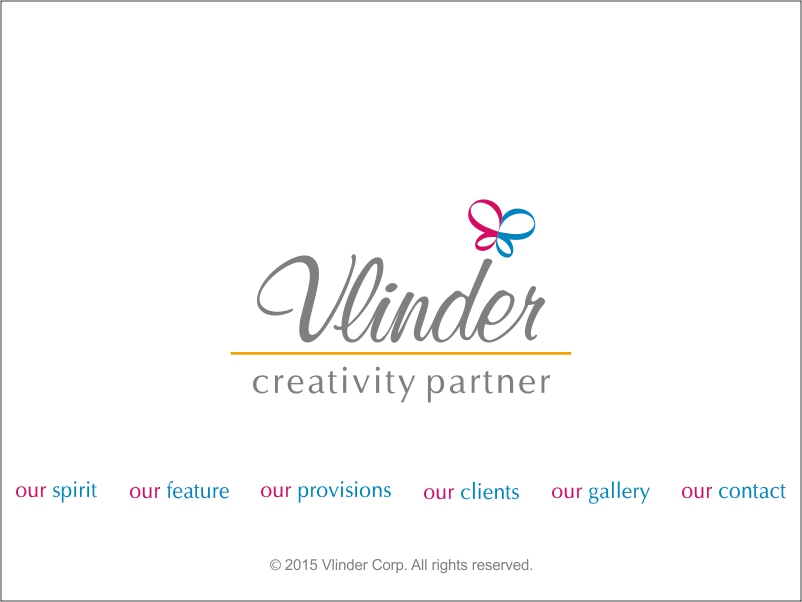 Vlinder
creativity partner
our spirit our feature our provisions our clients our gallery our contact
© 2015 Vlinder Corp. All rights reserved.